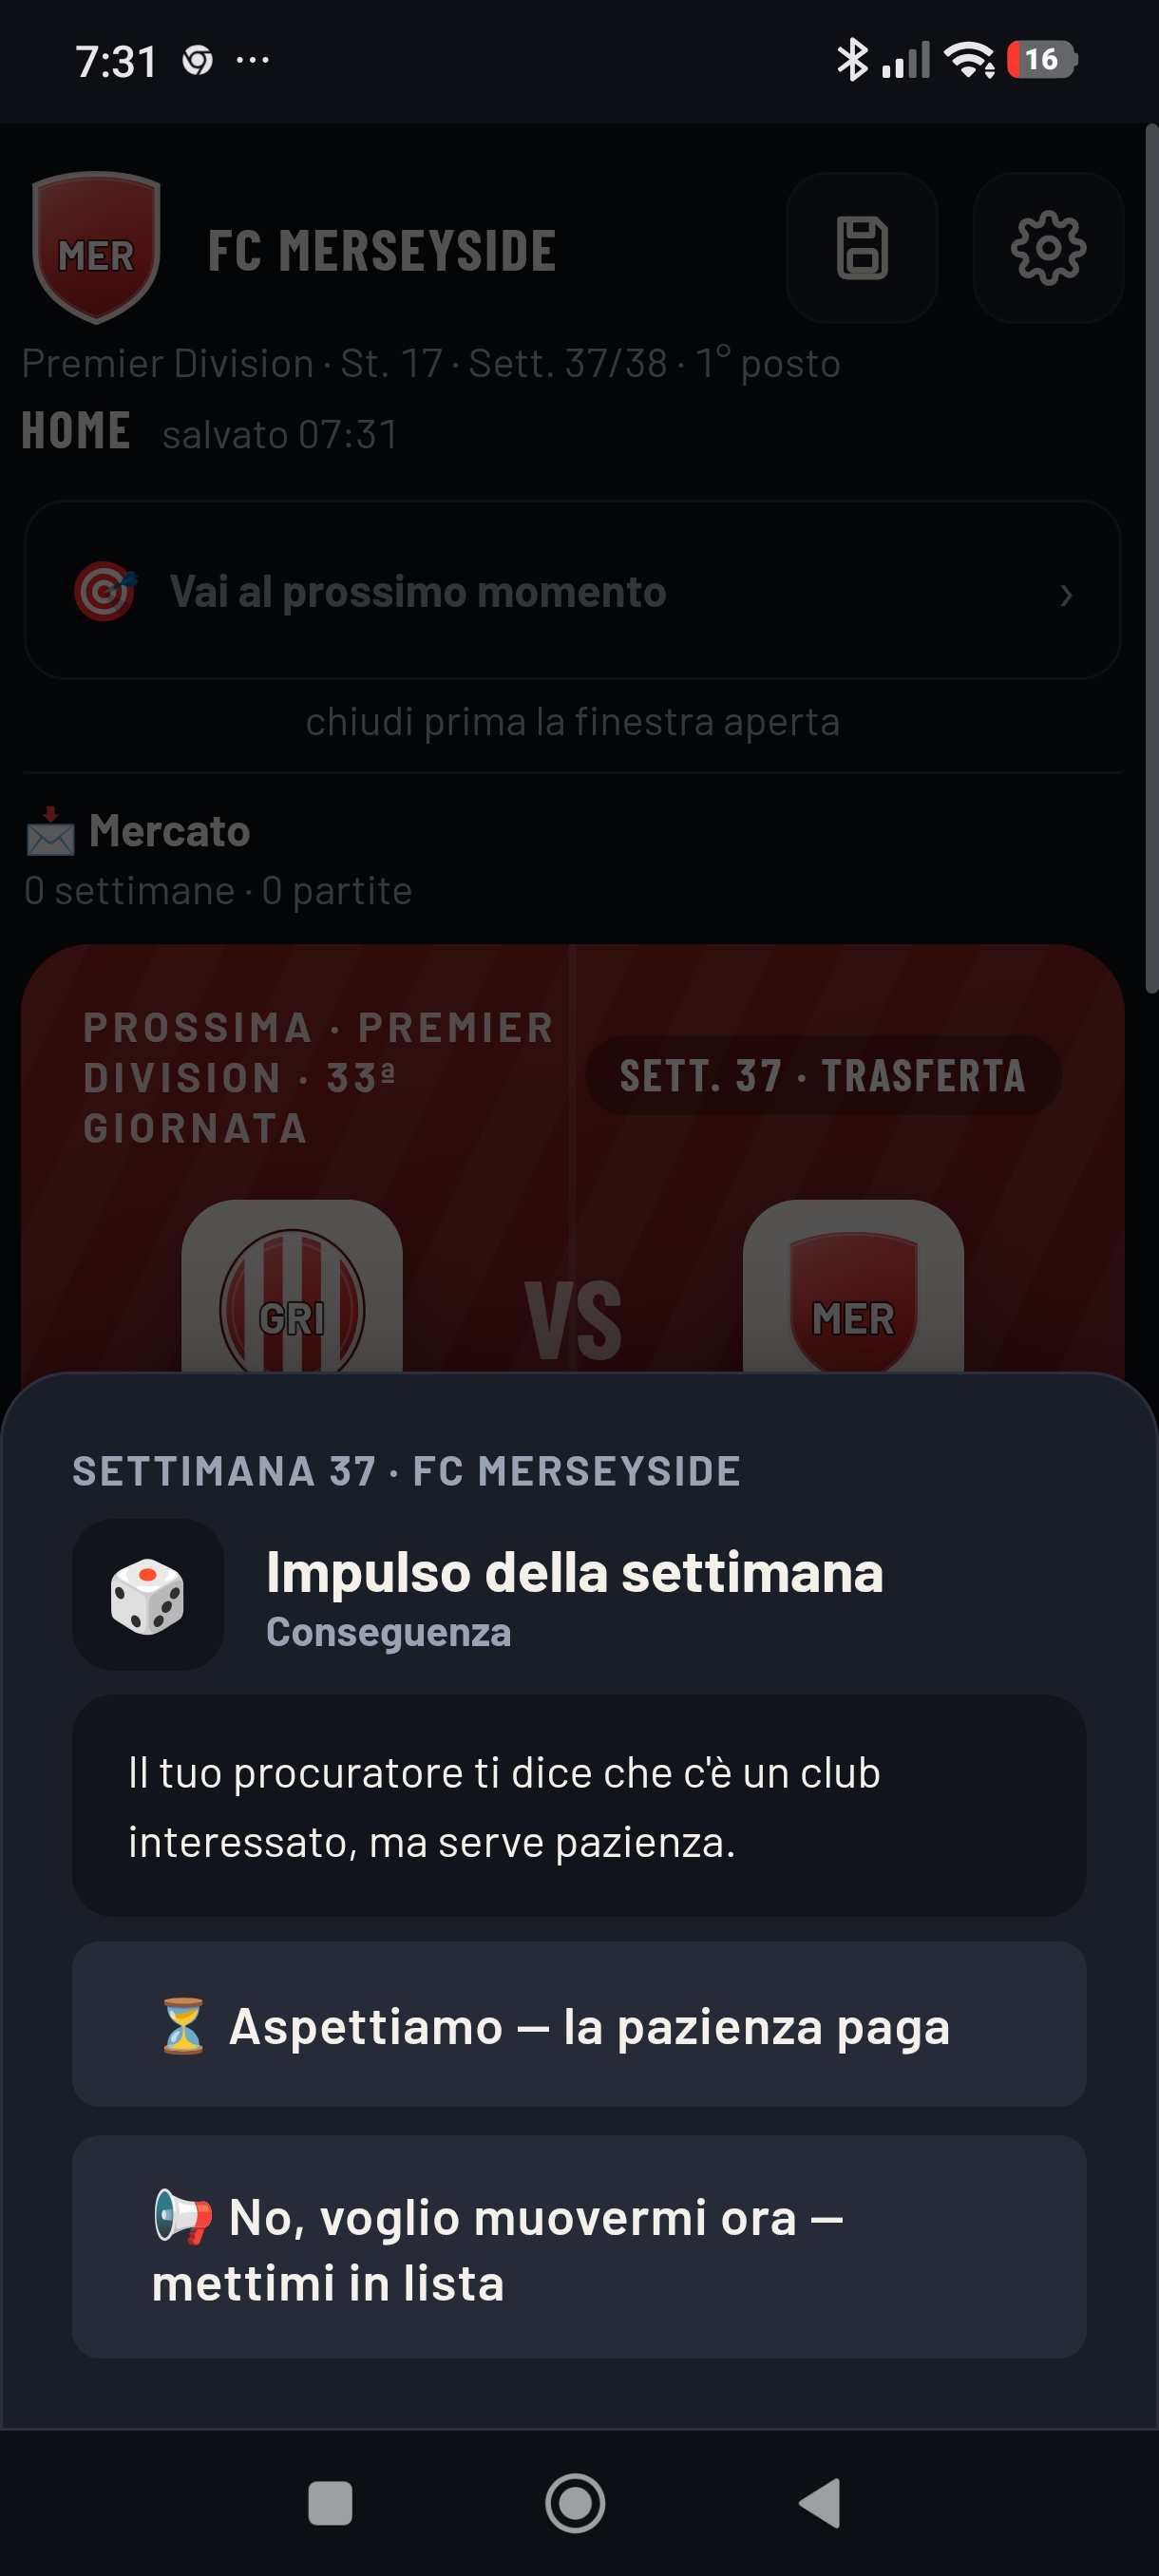 7:31 ... 16
MER FC MERSEYSIDE
Premier Division · St. 17 · Sett. 37/38 · 1° posto
HOME salvato 07:31
Vai al prossimo momento ›
chiudi prima la finestra aperta
Mercato
0 settimane · 0 partite
PROSSIMA · PREMIER
DIVISION · 33ª
GIORNATA
SETT. 37 · TRASFERTA
GRI VS MER
SETTIMANA 37 · FC MERSEYSIDE
Impulso della settimana
Conseguenza
Il tuo procuratore ti dice che c'è un club
interessato, ma serve pazienza.
⏳ Aspettiamo — la pazienza paga
📢 No, voglio muovermi ora —
mettimi in lista